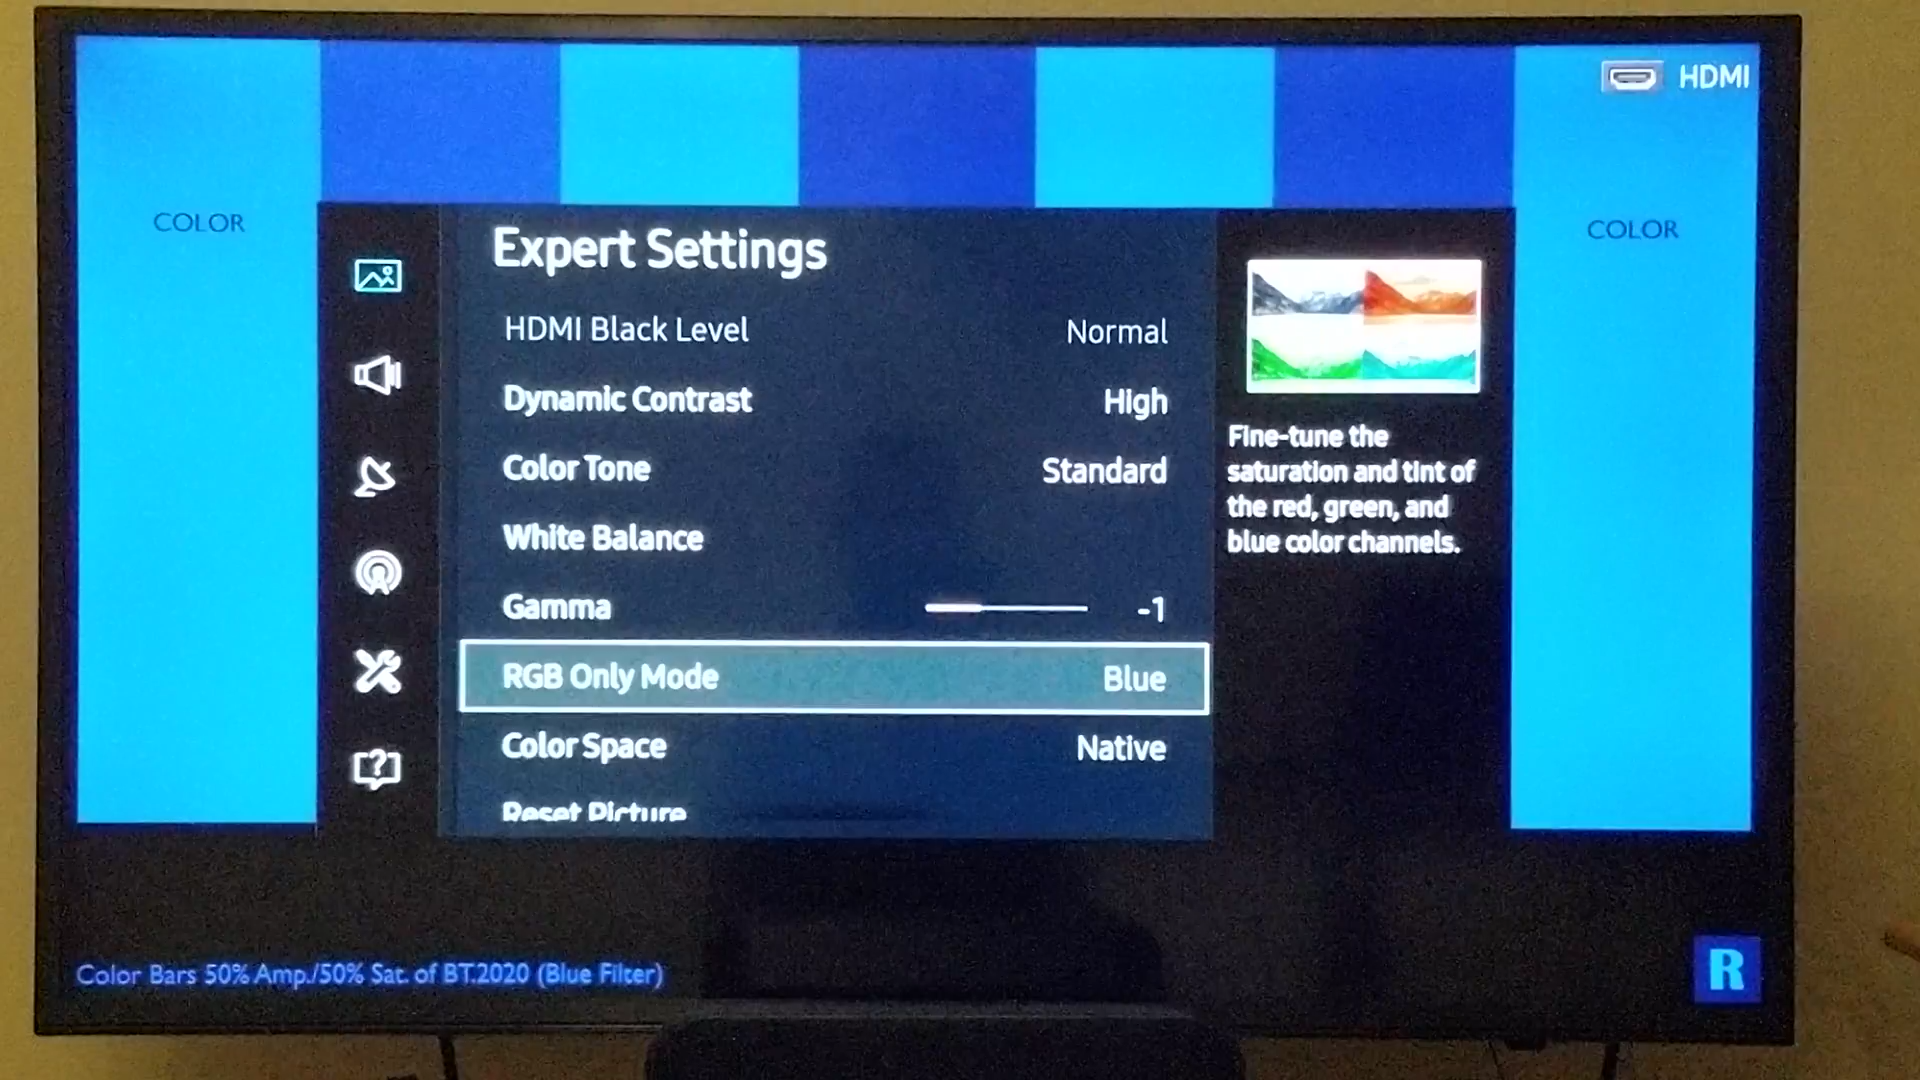 HDMI
COLOR
COLOR
Expert Settings
HDMI Black Level Normal
Dynamic Contrast High
Color Tone Standard
White Balance
Gamma -1
RGB Only Mode Blue
Color Space Native
Reset Picture
Fine-tune the
saturation and tint of
the red, green, and
blue color channels.
Color Bars 50% Amp./50% Sat. of BT.2020 (Blue Filter)
R